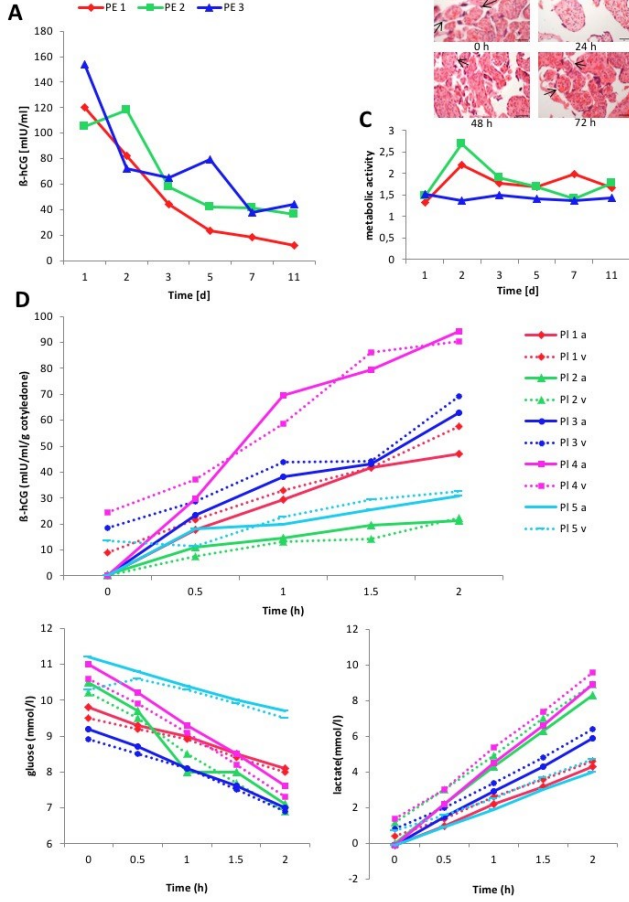 A
PE 1 PE 2 PE 3
180
160
140
120
100
80
60
40
20
0
ß-hCG [mIU/ml]
1 2 3 5 7 11
Time [d]
0 h 24 h
48 h 72 h
C
3
2,5
2
1,5
1
0,5
0
metabolic activity
1 2 3 5 7 11
Time [d]
D
100
90
80
70
60
50
40
30
20
10
0
ß-hCG (mIU/ml/g cotyledone)
0 0.5 1 1.5 2
Time (h)
Pl 1 a
Pl 1 v
Pl 2 a
Pl 2 v
Pl 3 a
Pl 3 v
Pl 4 a
Pl 4 v
Pl 5 a
Pl 5 v
12
11
10
9
8
7
6
gluose (mmol/l)
0 0.5 1 1.5 2
Time (h)
12
10
8
6
4
2
0
-2
lactate(mmol/l)
0 0.5 1 1.5 2
Time (h)